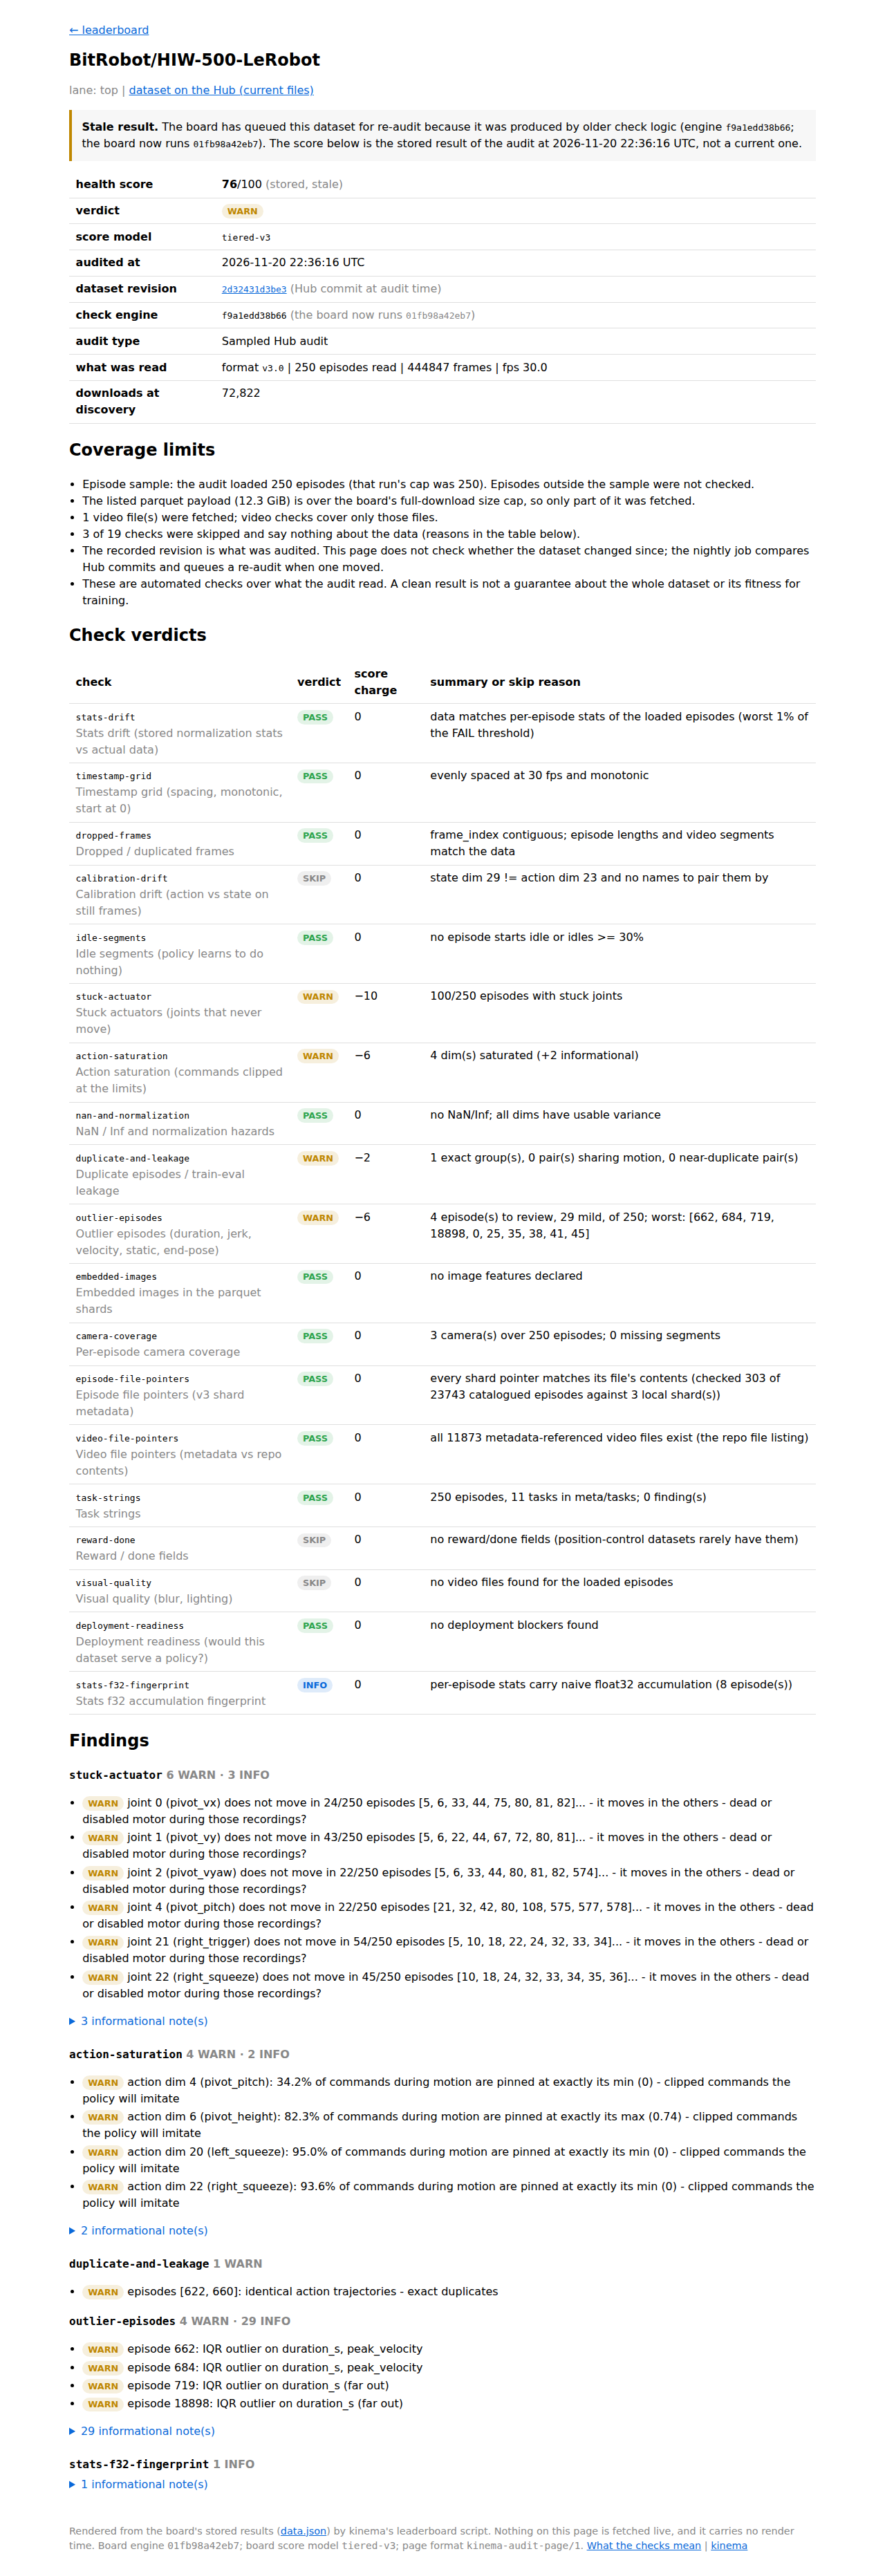 ← leaderboard
BitRobot/HIW-500-LeRobot
lane: top | dataset on the Hub (current files)
Stale result. The board has queued this dataset for re-audit because it was produced by older check logic (engine f9a1edd38b66;
the board now runs 01fb98a42eb7). The score below is the stored result of the audit at 2026-11-20 22:36:16 UTC, not a current one.
health score 76/100 (stored, stale)
verdict WARN
score model tiered-v3
audited at 2026-11-20 22:36:16 UTC
dataset revision 2d32431d3be3 (Hub commit at audit time)
check engine f9a1edd38b66 (the board now runs 01fb98a42eb7)
audit type Sampled Hub audit
what was read format v3.0 | 250 episodes read | 444847 frames | fps 30.0
downloads at 72,822
discovery
Coverage limits
• Episode sample: the audit loaded 250 episodes (that run's cap was 250). Episodes outside the sample were not checked.
• The listed parquet payload (12.3 GiB) is over the board's full-download size cap, so only part of it was fetched.
• 1 video file(s) were fetched; video checks cover only those files.
• 3 of 19 checks were skipped and say nothing about the data (reasons in the table below).
• The recorded revision is what was audited. This page does not check whether the dataset changed since; the nightly job compares
Hub commits and queues a re-audit when one moved.
• These are automated checks over what the audit read. A clean result is not a guarantee about the whole dataset or its fitness for
training.
Check verdicts
check verdict score charge summary or skip reason
stats-drift PASS 0 data matches per-episode stats of the loaded episodes (worst 1% of
Stats drift (stored normalization stats the FAIL threshold)
vs actual data)
timestamp-grid PASS 0 evenly spaced at 30 fps and monotonic
Timestamp grid (spacing, monotonic,
start at 0)
dropped-frames PASS 0 frame_index contiguous; episode lengths and video segments
Dropped / duplicated frames match the data
calibration-drift SKIP 0 state dim 29 != action dim 23 and no names to pair them by
Calibration drift (action vs state on
still frames)
idle-segments PASS 0 no episode starts idle or idles >= 30%
Idle segments (policy learns to do
nothing)
stuck-actuator WARN −10 100/250 episodes with stuck joints
Stuck actuators (joints that never
move)
action-saturation WARN −6 4 dim(s) saturated (+2 informational)
Action saturation (commands clipped
at the limits)
nan-and-normalization PASS 0 no NaN/Inf; all dims have usable variance
NaN / Inf and normalization hazards
duplicate-and-leakage WARN −2 1 exact group(s), 0 pair(s) sharing motion, 0 near-duplicate pair(s)
Duplicate episodes / train-eval
leakage
outlier-episodes WARN −6 4 episode(s) to review, 29 mild, of 250; worst: [662, 684, 719,
Outlier episodes (duration, jerk, 18898, 0, 25, 35, 38, 41, 45]
velocity, static, end-pose)
embedded-images PASS 0 no image features declared
Embedded images in the parquet
shards
camera-coverage PASS 0 3 camera(s) over 250 episodes; 0 missing segments
Per-episode camera coverage
episode-file-pointers PASS 0 every shard pointer matches its file's contents (checked 303 of
Episode file pointers (v3 shard 23743 catalogued episodes against 3 local shard(s))
metadata)
video-file-pointers PASS 0 all 11873 metadata-referenced video files exist (the repo file listing)
Video file pointers (metadata vs repo
contents)
task-strings PASS 0 250 episodes, 11 tasks in meta/tasks; 0 finding(s)
Task strings
reward-done SKIP 0 no reward/done fields (position-control datasets rarely have them)
Reward / done fields
visual-quality SKIP 0 no video files found for the loaded episodes
Visual quality (blur, lighting)
deployment-readiness PASS 0 no deployment blockers found
Deployment readiness (would this
dataset serve a policy?)
stats-f32-fingerprint INFO 0 per-episode stats carry naive float32 accumulation (8 episode(s))
Stats f32 accumulation fingerprint
Findings
stuck-actuator 6 WARN · 3 INFO
• WARN joint 0 (pivot_vx) does not move in 24/250 episodes [5, 6, 33, 44, 75, 80, 81, 82]... - it moves in the others - dead or
disabled motor during those recordings?
• WARN joint 1 (pivot_vy) does not move in 43/250 episodes [5, 6, 22, 44, 67, 72, 80, 81]... - it moves in the others - dead or
disabled motor during those recordings?
• WARN joint 2 (pivot_vyaw) does not move in 22/250 episodes [5, 6, 33, 44, 80, 81, 82, 574]... - it moves in the others - dead or
disabled motor during those recordings?
• WARN joint 4 (pivot_pitch) does not move in 22/250 episodes [21, 32, 42, 80, 108, 575, 577, 578]... - it moves in the others - dead
or disabled motor during those recordings?
• WARN joint 21 (right_trigger) does not move in 54/250 episodes [5, 10, 18, 22, 24, 32, 33, 34]... - it moves in the others - dead or
disabled motor during those recordings?
• WARN joint 22 (right_squeeze) does not move in 45/250 episodes [10, 18, 24, 32, 33, 34, 35, 36]... - it moves in the others - dead
or disabled motor during those recordings?
▶ 3 informational note(s)
action-saturation 4 WARN · 2 INFO
• WARN action dim 4 (pivot_pitch): 34.2% of commands during motion are pinned at exactly its min (0) - clipped commands the
policy will imitate
• WARN action dim 6 (pivot_height): 82.3% of commands during motion are pinned at exactly its max (0.74) - clipped commands
the policy will imitate
• WARN action dim 20 (left_squeeze): 95.0% of commands during motion are pinned at exactly its min (0) - clipped commands the
policy will imitate
• WARN action dim 22 (right_squeeze): 93.6% of commands during motion are pinned at exactly its min (0) - clipped commands the
policy will imitate
▶ 2 informational note(s)
duplicate-and-leakage 1 WARN
• WARN episodes [622, 660]: identical action trajectories - exact duplicates
outlier-episodes 4 WARN · 29 INFO
• WARN episode 662: IQR outlier on duration_s, peak_velocity
• WARN episode 684: IQR outlier on duration_s, peak_velocity
• WARN episode 719: IQR outlier on duration_s (far out)
• WARN episode 18898: IQR outlier on duration_s (far out)
▶ 29 informational note(s)
stats-f32-fingerprint 1 INFO
▶ 1 informational note(s)
Rendered from the board's stored results (data.json) by kinema's leaderboard script. Nothing on this page is fetched live, and it carries no render
time. Board engine 01fb98a42eb7; board score model tiered-v3; page format kinema-audit-page/1. What the checks mean | kinema